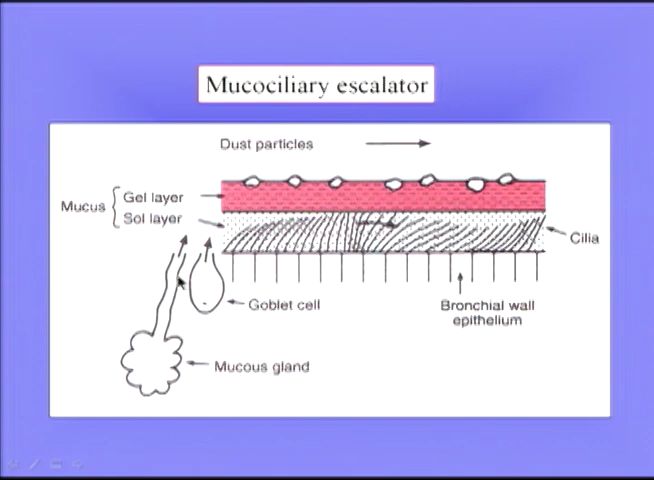 Mucociliary escalator
Dust particles
Mucus
Gel layer
Sol layer
Cilia
Goblet cell
Bronchial wall
epithelium
Mucous gland